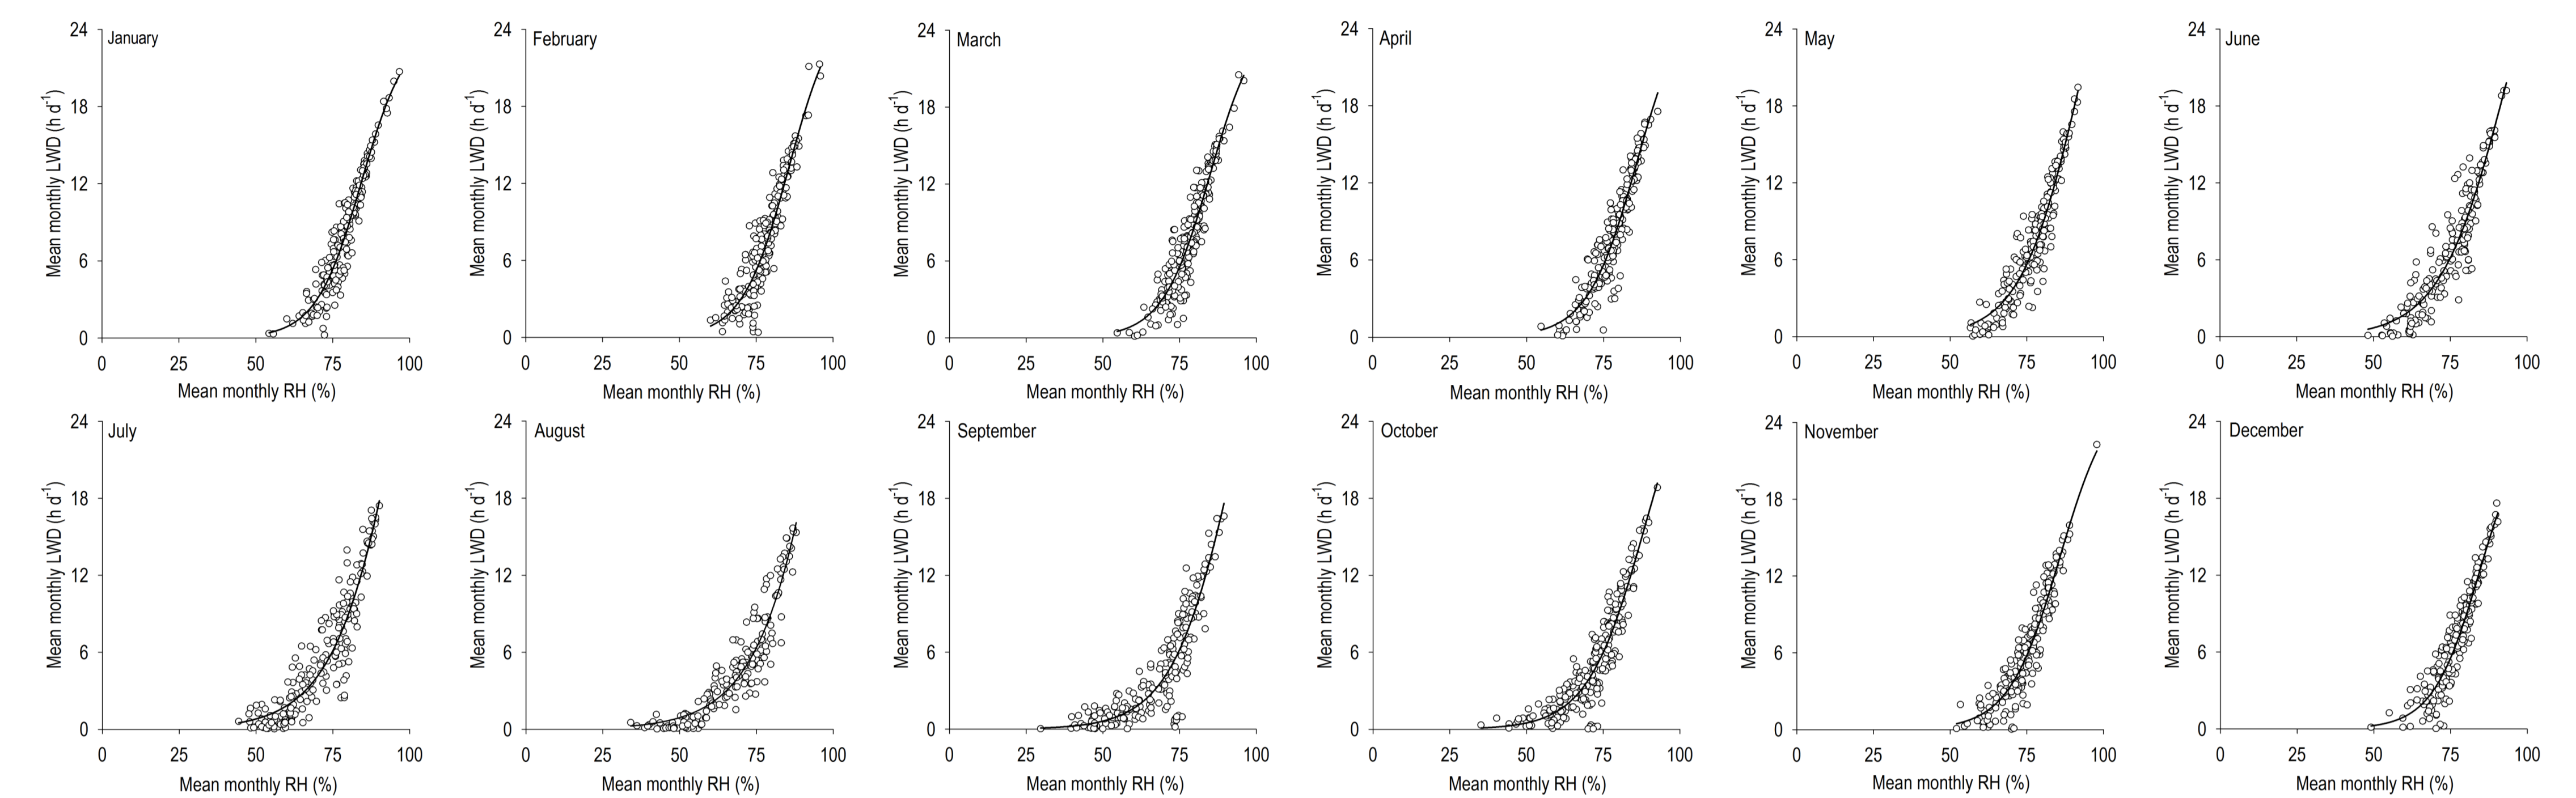 January
24
18
12
6
0
Mean monthly LWD (h d⁻¹)
0 25 50 75 100
Mean monthly RH (%)
February
24
18
12
6
0
Mean monthly LWD (h d⁻¹)
0 25 50 75 100
Mean monthly RH (%)
March
24
18
12
6
0
Mean monthly LWD (h d⁻¹)
0 25 50 75 100
Mean monthly RH (%)
April
24
18
12
6
0
Mean monthly LWD (h d⁻¹)
0 25 50 75 100
Mean monthly RH (%)
May
24
18
12
6
0
Mean monthly LWD (h d⁻¹)
0 25 50 75 100
Mean monthly RH (%)
June
24
18
12
6
0
Mean monthly LWD (h d⁻¹)
0 25 50 75 100
Mean monthly RH (%)
July
24
18
12
6
0
Mean monthly LWD (h d⁻¹)
0 25 50 75 100
Mean monthly RH (%)
August
24
18
12
6
0
Mean monthly LWD (h d⁻¹)
0 25 50 75 100
Mean monthly RH (%)
September
24
18
12
6
0
Mean monthly LWD (h d⁻¹)
0 25 50 75 100
Mean monthly RH (%)
October
24
18
12
6
0
Mean monthly LWD (h d⁻¹)
0 25 50 75 100
Mean monthly RH (%)
November
24
18
12
6
0
Mean monthly LWD (h d⁻¹)
0 25 50 75 100
Mean monthly RH (%)
December
24
18
12
6
0
Mean monthly LWD (h d⁻¹)
0 25 50 75 100
Mean monthly RH (%)